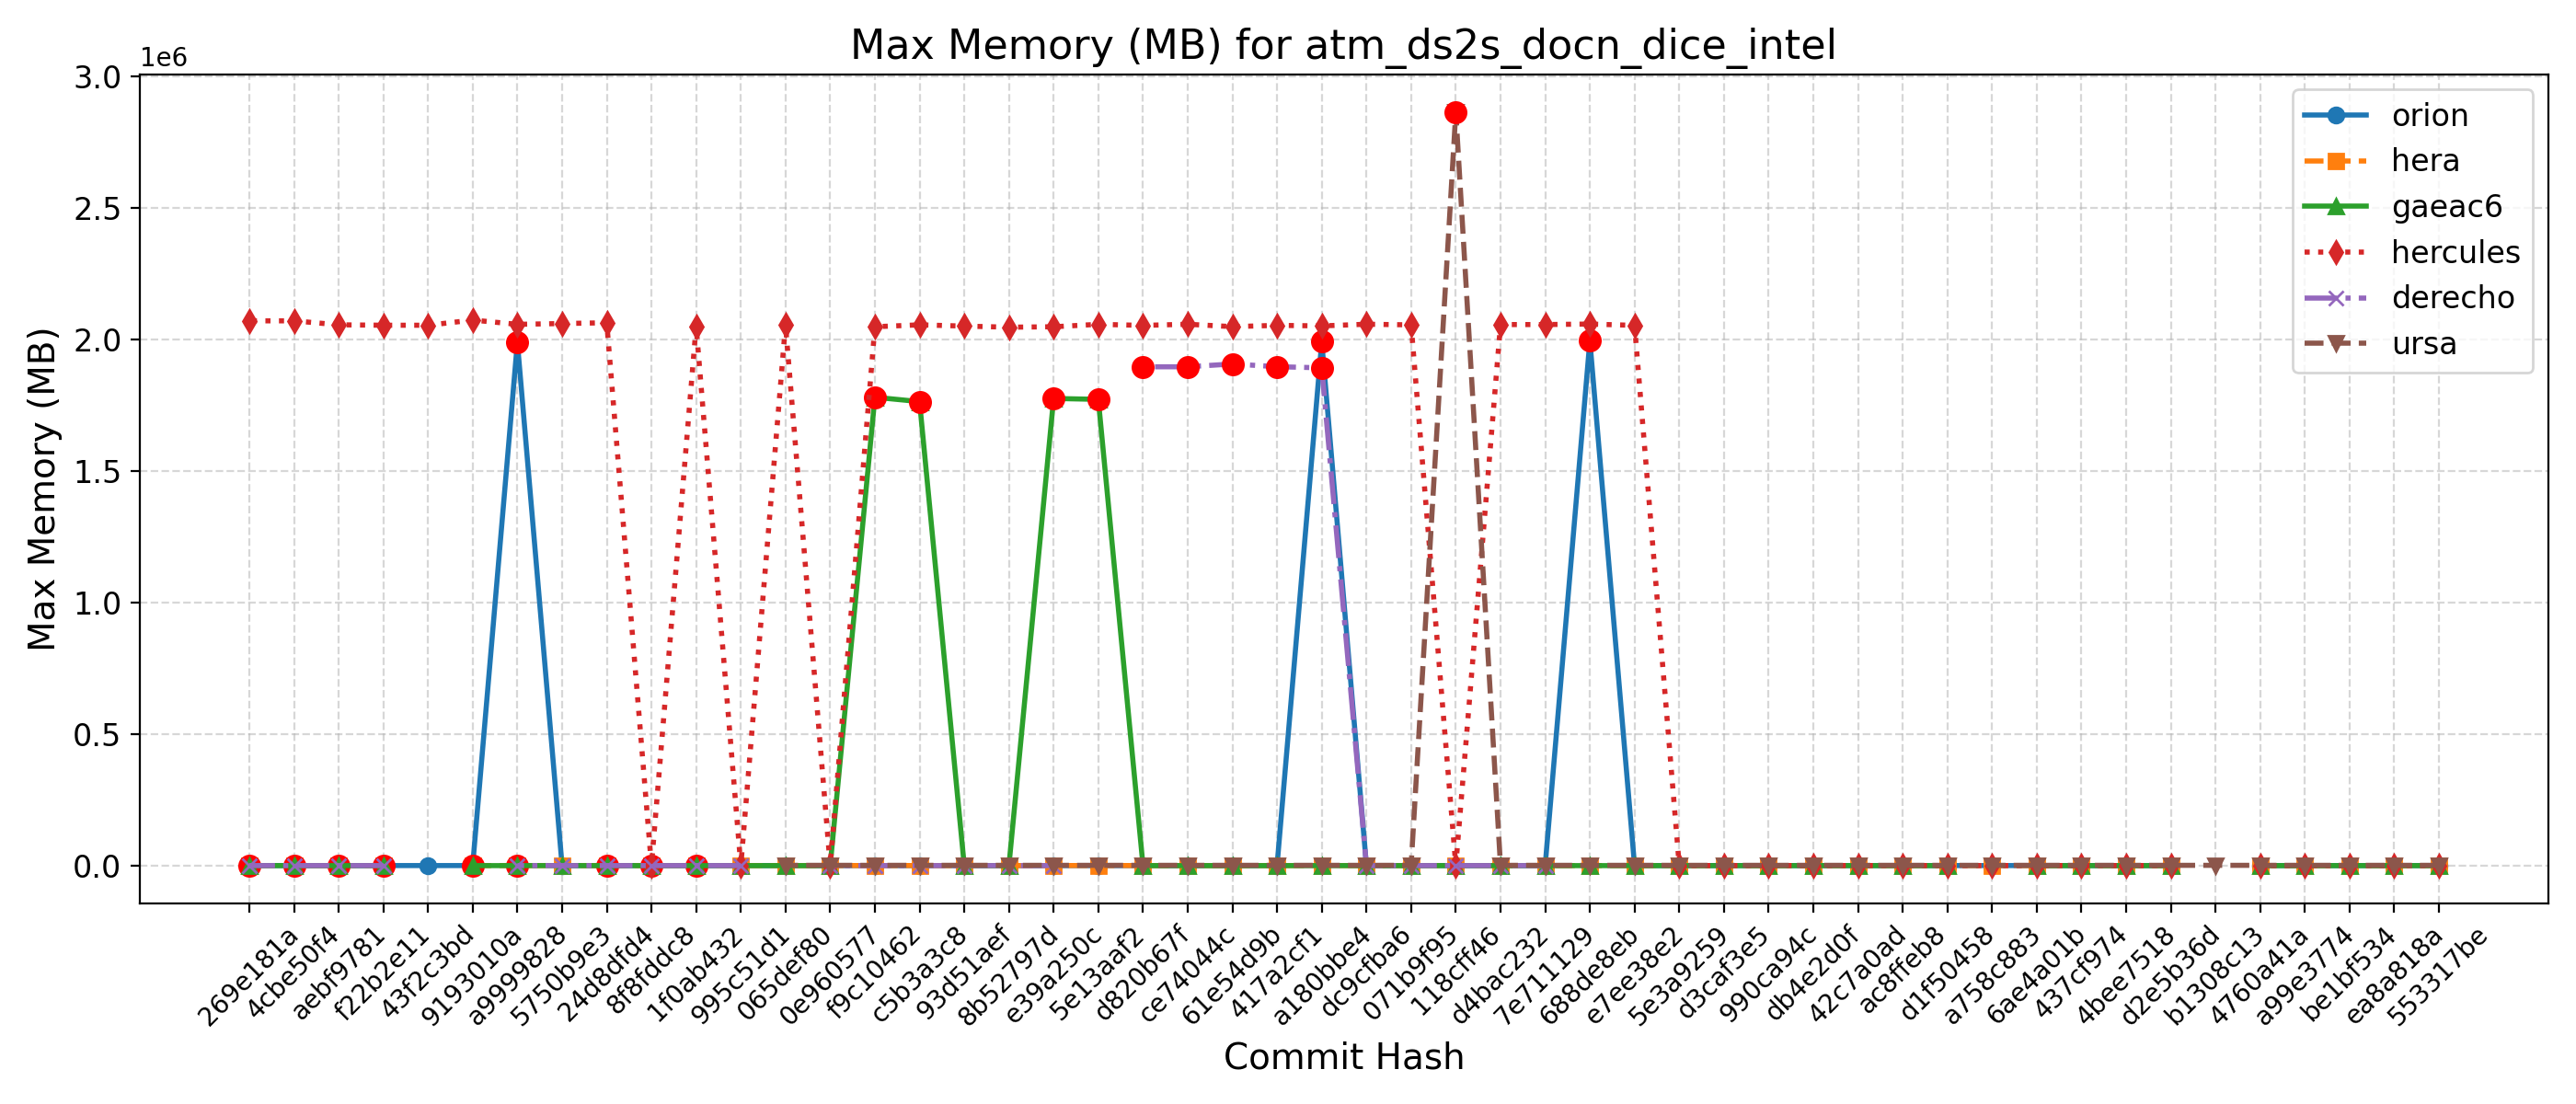 Max Memory (MB) for atm_ds2s_docn_dice_intel
1e6
3.0
2.5
2.0
1.5
1.0
0.5
0.0
Max Memory (MB)
orion
hera
gaeac6
hercules
derecho
ursa
269e181a
4cbe50f4
aebf9781
f22b2e11
43f2c3bd
9193010a
a9999828
5750b9e3
24d8dfd4
8f8fddc8
1f0ab432
995c51d1
065def80
0e960577
f9c10462
c5b3a3c8
93d51aef
8b52797d
e39a250c
5e13aaf2
d820b67f
ce74044c
61e54d9b
417a2cf1
a180bbe4
dc9cfba6
071b9f95
118cff46
d4bac232
7e711129
688de8eb
e7ee38e2
5e3a9259
d3caf3e5
990ca94c
db4e2d0f
42c7a0ad
ac8ffeb8
d1f50458
a758c883
6ae4a01b
437cf974
4bee7518
d2e5b36d
b1308c13
4760a41a
a99e3774
be1bf534
ea8a818a
553317be
Commit Hash